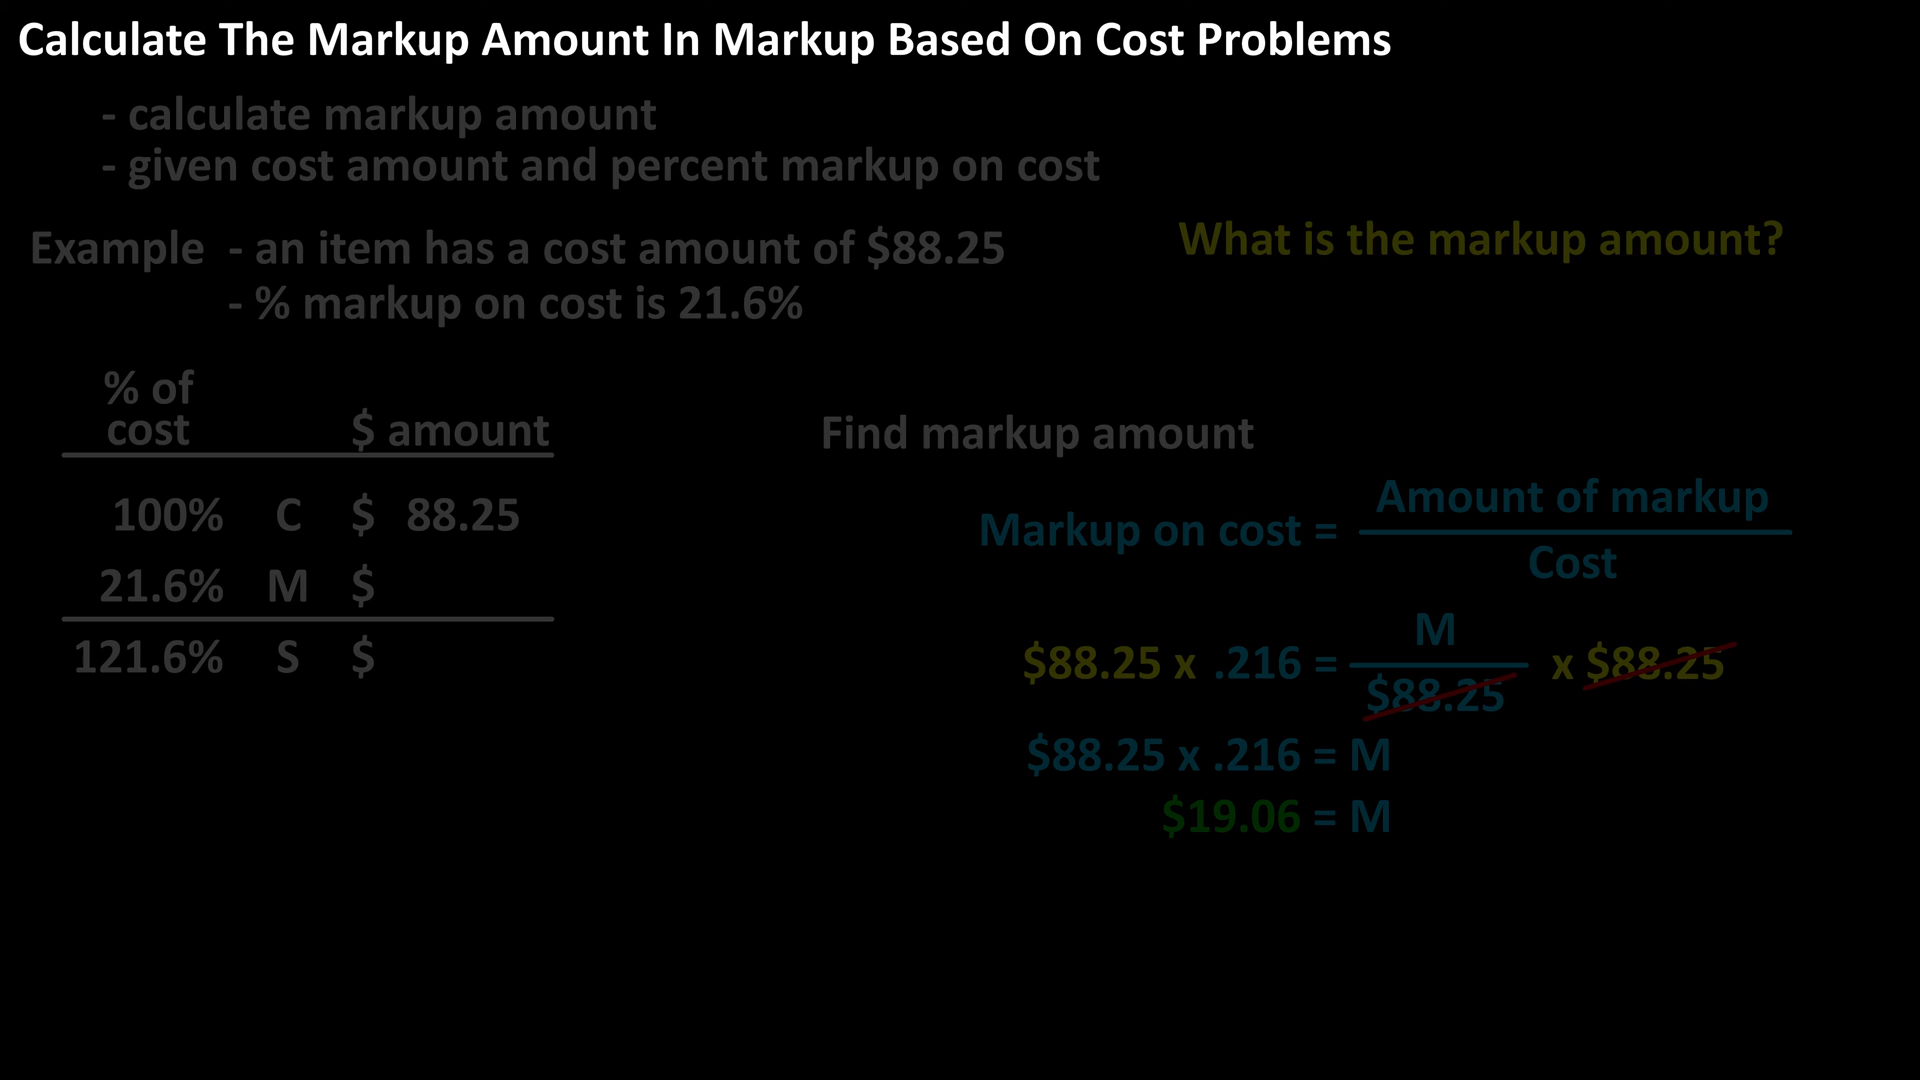 Calculate The Markup Amount In Markup Based On Cost Problems
- calculate markup amount
- given cost amount and percent markup on cost
Example - an item has a cost amount of $88.25
- % markup on cost is 21.6%
What is the markup amount?
% of
cost $ amount
100% C $ 88.25
21.6% M $
121.6% S $
Find markup amount
Amount of markup
Markup on cost =
Cost
M
$88.25 x .216 = x $88.25
$88.25
$88.25 x .216 = M
$19.06 = M